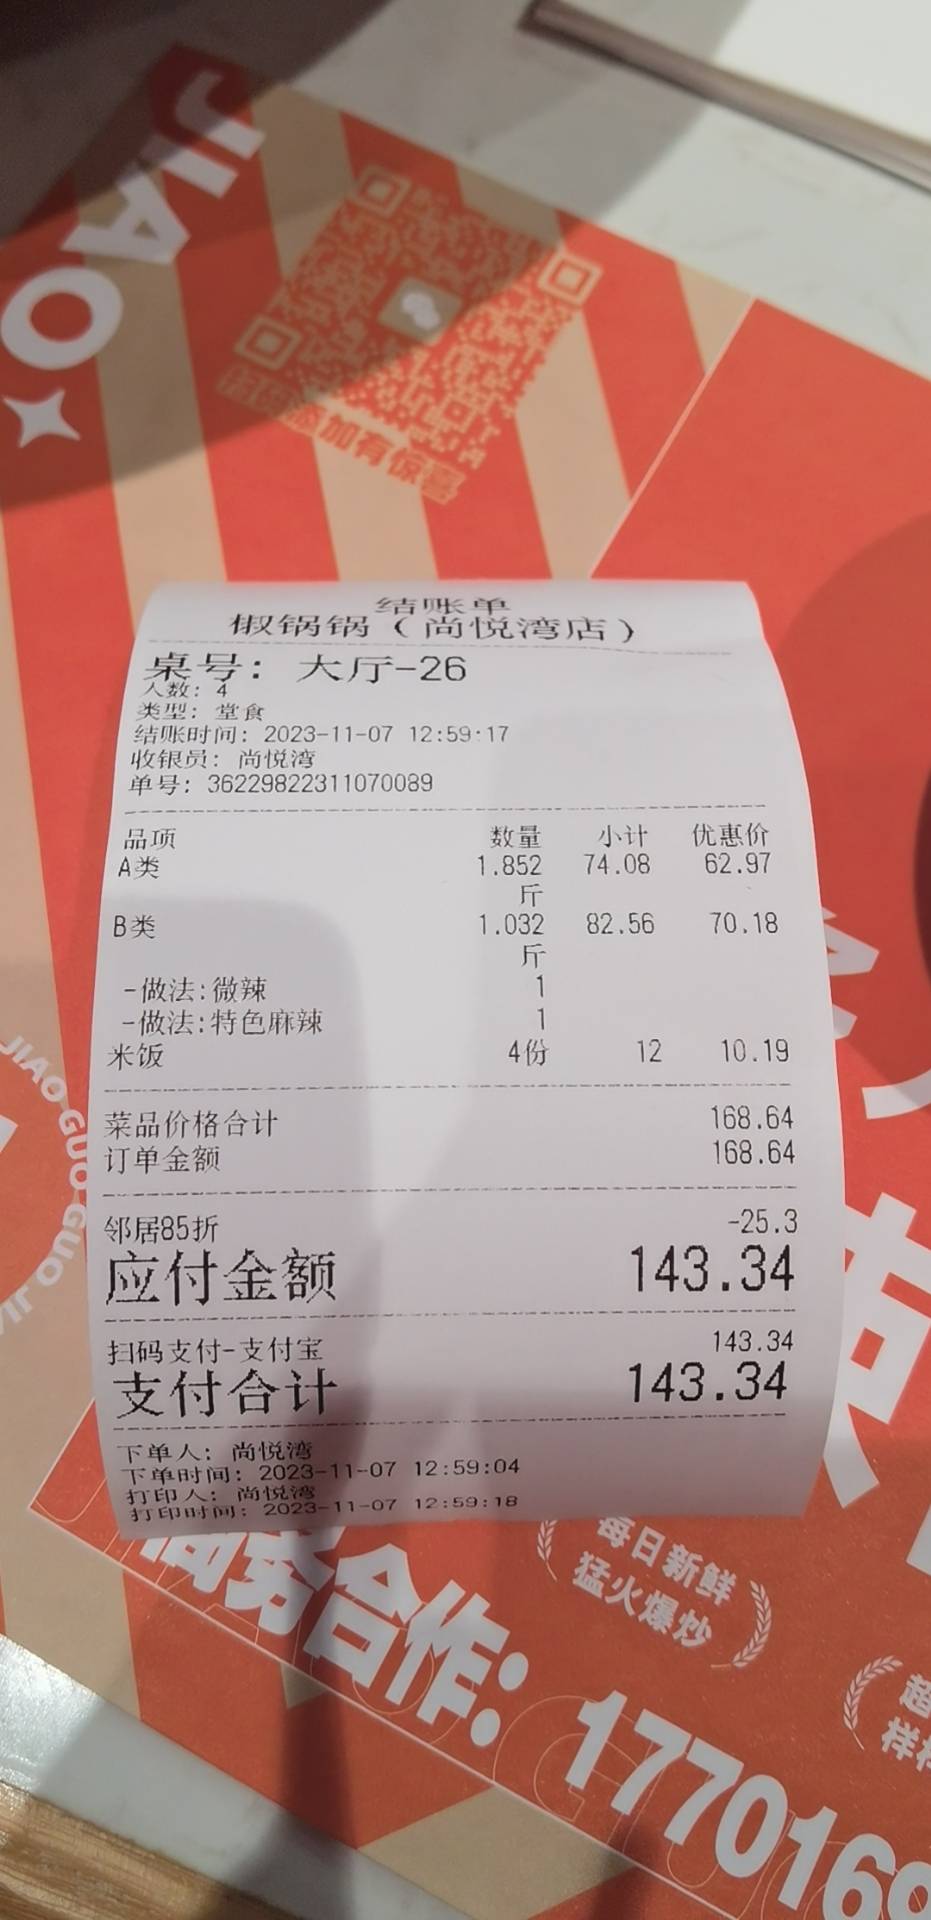 JIAO
扫码添加有惊喜
结账单
椒锅锅（尚悦湾店）
桌号: 大厅-26
人数: 4
类型: 堂食
结账时间: 2023-11-07 12:59:17
收银员: 尚悦湾
单号: 36229822311070089
品项 数量 小计 优惠价
A类 1.852 74.08 62.97
斤
B类 1.032 82.56 70.18
斤
-做法:微辣 1
-做法:特色麻辣 1
米饭 4份 12 10.19
菜品价格合计 168.64
订单金额 168.64
邻居85折 -25.3
应付金额 143.34
扫码支付-支付宝 143.34
支付合计 143.34
下单人: 尚悦湾
下单时间: 2023-11-07 12:59:04
打印人: 尚悦湾
打印时间: 2023-11-07 12:59:18
JIAO GUO GUO JI
每日新鲜
猛火爆炒
超
样
商务合作: 1770169